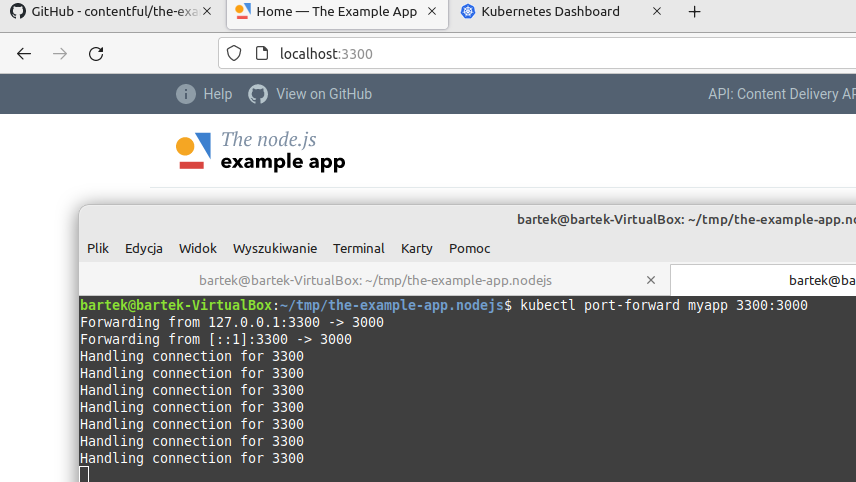 GitHub - contentful/the-exa
Home — The Example App
Kubernetes Dashboard
localhost:3300
Help
View on GitHub
API: Content Delivery AP
The node.js
example app
bartek@bartek-VirtualBox: ~/tmp/the-example-app.no
Plik Edycja Widok Wyszukiwanie Terminal Karty Pomoc
bartek@bartek-VirtualBox: ~/tmp/the-example-app.nodejs
bartek@ba
bartek@bartek-VirtualBox:~/tmp/the-example-app.nodejs$ kubectl port-forward myapp 3300:3000
Forwarding from 127.0.0.1:3300 -> 3000
Forwarding from [::1]:3300 -> 3000
Handling connection for 3300
Handling connection for 3300
Handling connection for 3300
Handling connection for 3300
Handling connection for 3300
Handling connection for 3300
Handling connection for 3300